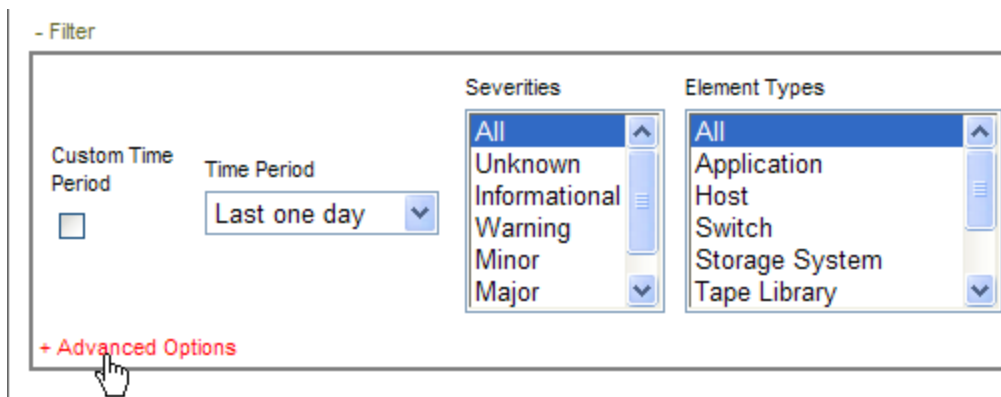 - Filter
Custom Time
Period
Time Period
Last one day
Severities
All
Unknown
Informational
Warning
Minor
Major
Element Types
All
Application
Host
Switch
Storage System
Tape Library
+ Advanced Options